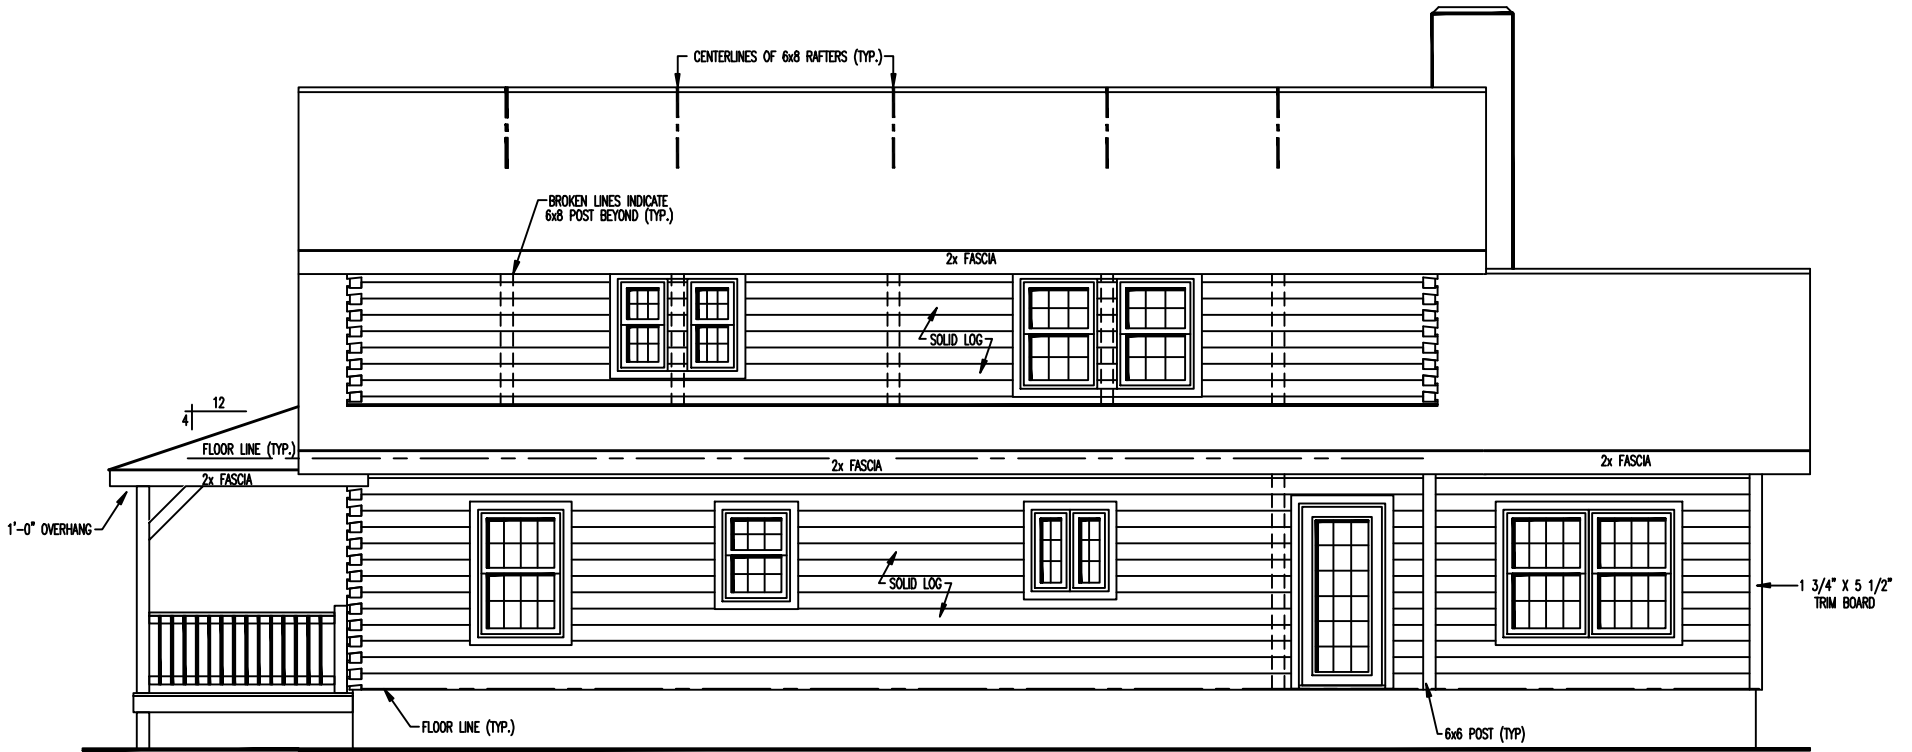 CENTERLINES OF 6x8 RAFTERS (TYP.)
BROKEN LINES INDICATE
6x8 POST BEYOND (TYP.)
2x FASCIA
SOLID LOG
12
4
FLOOR LINE (TYP.)
2x FASCIA
2x FASCIA
2x FASCIA
1'-0" OVERHANG
SOLID LOG
1 3/4" X 5 1/2"
TRIM BOARD
FLOOR LINE (TYP.)
6x6 POST (TYP)